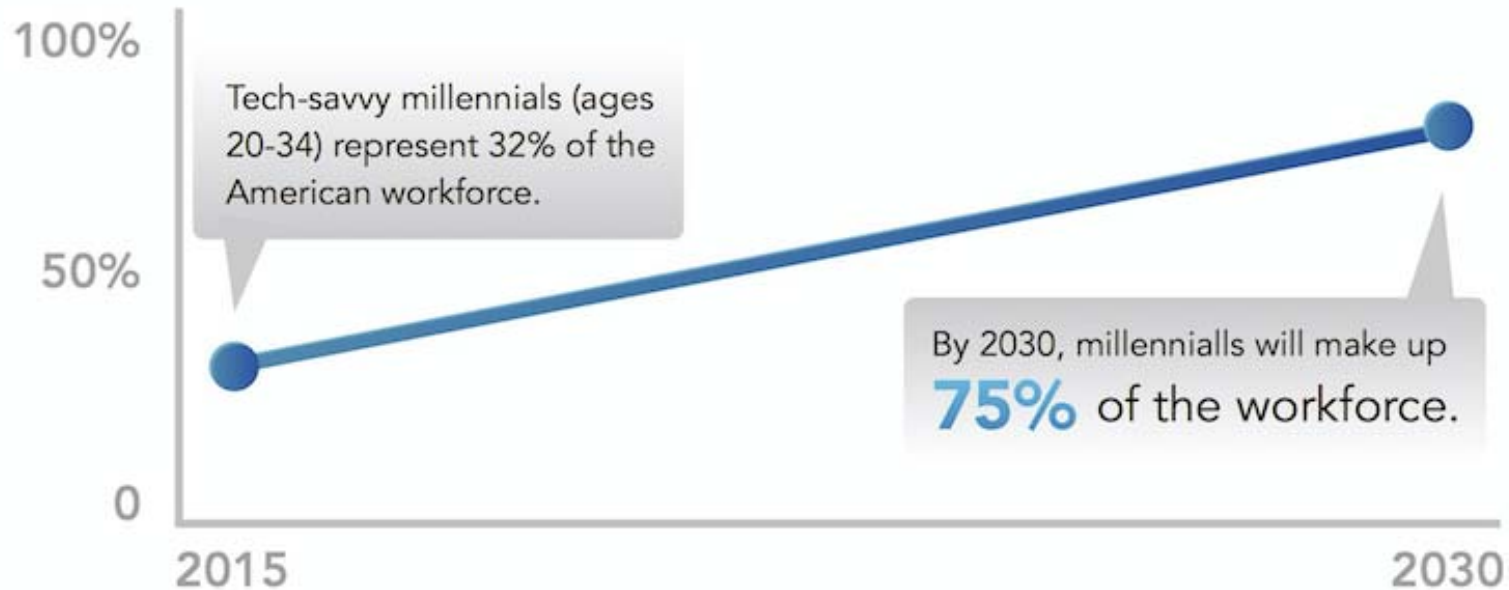 100%
Tech-savvy millennials (ages
20-34) represent 32% of the
American workforce.
50%
By 2030, millennialls will make up
75% of the workforce.
0
2015
2030